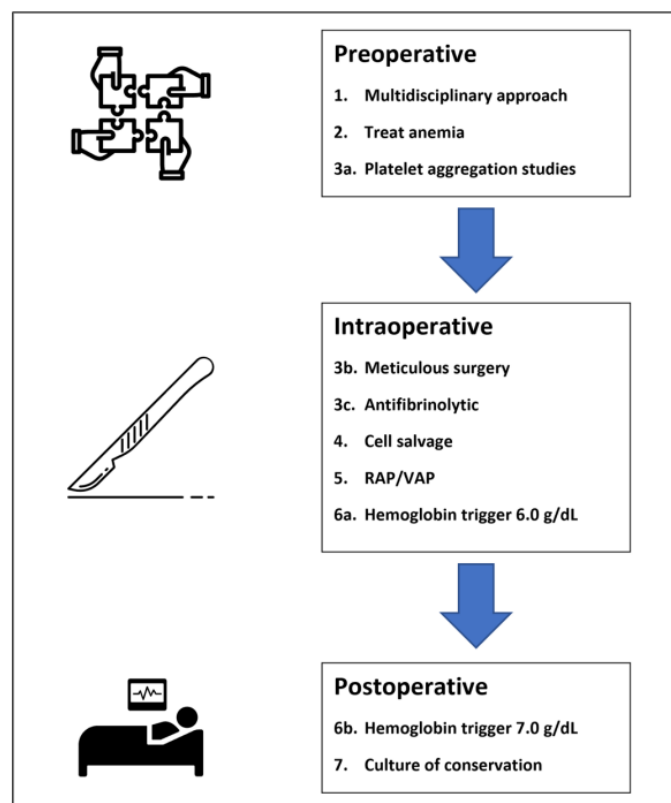 Preoperative
1. Multidisciplinary approach
2. Treat anemia
3a. Platelet aggregation studies
Intraoperative
3b. Meticulous surgery
3c. Antifibrinolytic
4. Cell salvage
5. RAP/VAP
6a. Hemoglobin trigger 6.0 g/dL
Postoperative
6b. Hemoglobin trigger 7.0 g/dL
7. Culture of conservation